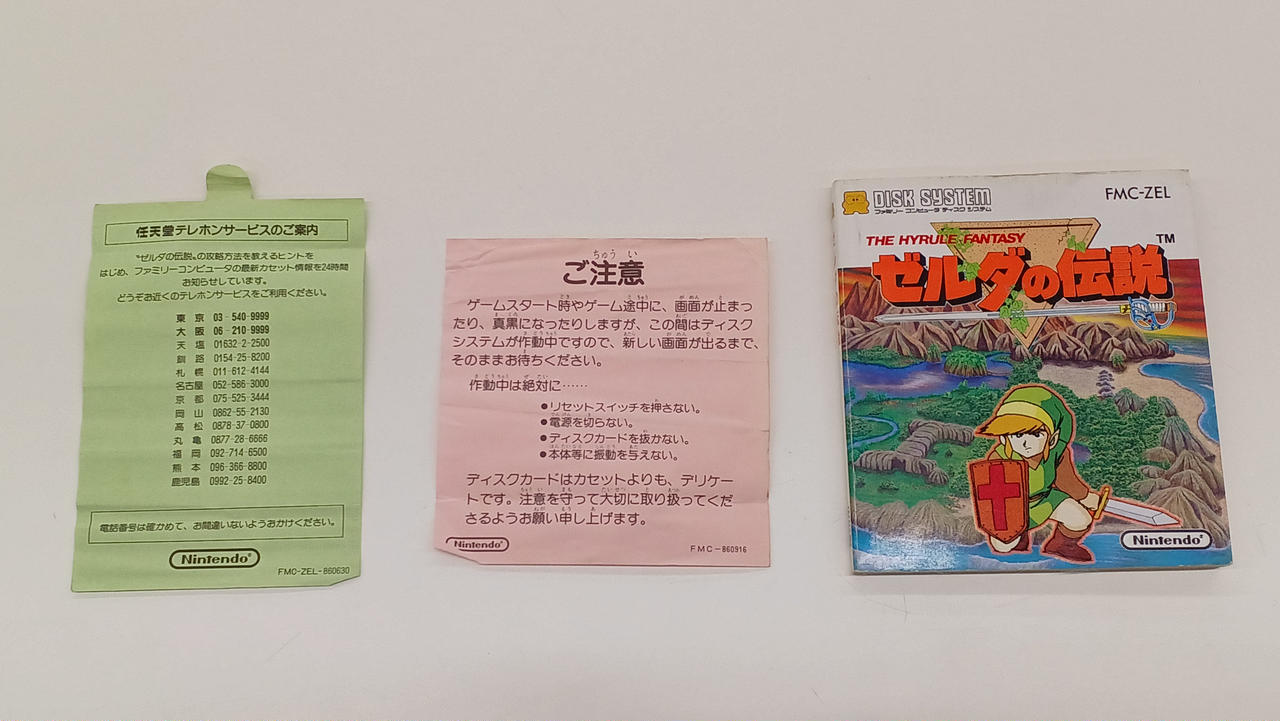 任天堂テレホンサービスのご案内
〝ゼルダの伝説〟の攻略方法を教えるヒントを
はじめ、ファミリーコンピュータの最新カセット情報を24時間
お知らせしています。
どうぞお近くのテレホンサービスをご利用ください。
東 京 03-540-9999
大 阪 06-210-9999
天 塩 01632-2-2500
釧 路 0154-25-8200
札 幌 011-612-4144
名古屋 052-586-3000
京 都 075-525-3444
岡 山 0862-55-2130
高 松 0878-37-0800
丸 亀 0877-28-6666
福 岡 092-714-6500
熊 本 096-366-8800
鹿児島 0992-25-8400
電話番号は確かめて、お間違いないようおかけください。
Nintendo®
FMC-ZEL-860630
ちゅう い
ご注意
ゲームスタート時やゲーム途中に、画面が止まっ
たり、真黒になったりしますが、この間はディスク
システムが作動中ですので、新しい画面が出るまで、
そのままお待ちください。
作動中は絶対に……
●リセットスイッチを押さない。
●電源を切らない。
●ディスクカードを抜かない。
●本体等に振動を与えない。
ディスクカードはカセットよりも、デリケー
トです。注意を守って大切に取り扱ってくだ
さるようお願い申し上げます。
Nintendo®
FMC-860916
DISK SYSTEM
ファミリー コンピュータ ディスク システム
FMC-ZEL
THE HYRULE FANTASY
ゼルダの伝説
TM
Nintendo®